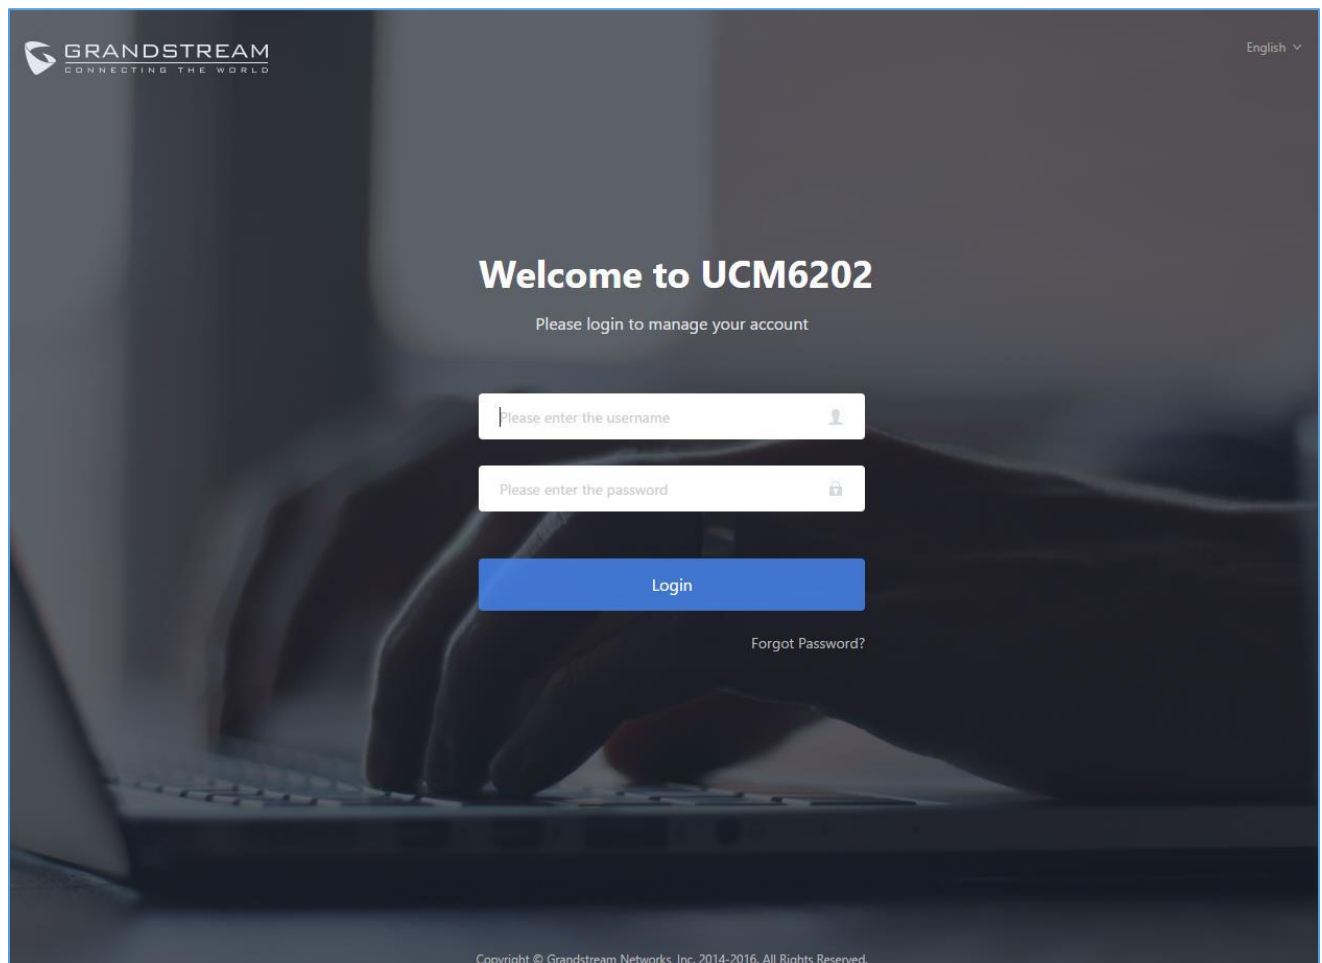 GRANDSTREAM
CONNECTING THE WORLD
English
Welcome to UCM6202
Please login to manage your account
Please enter the username
Please enter the password
Login
Forgot Password?
Copyright © Grandstream Networks, Inc. 2014-2016. All Rights Reserved.